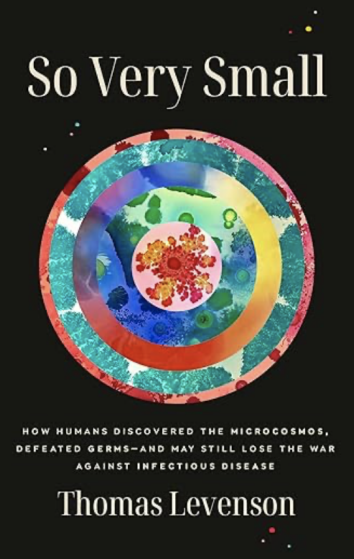 So Very Small
HOW HUMANS DISCOVERED THE MICROCOSMOS,
DEFEATED GERMS—AND MAY STILL LOSE THE WAR
AGAINST INFECTIOUS DISEASE
Thomas Levenson